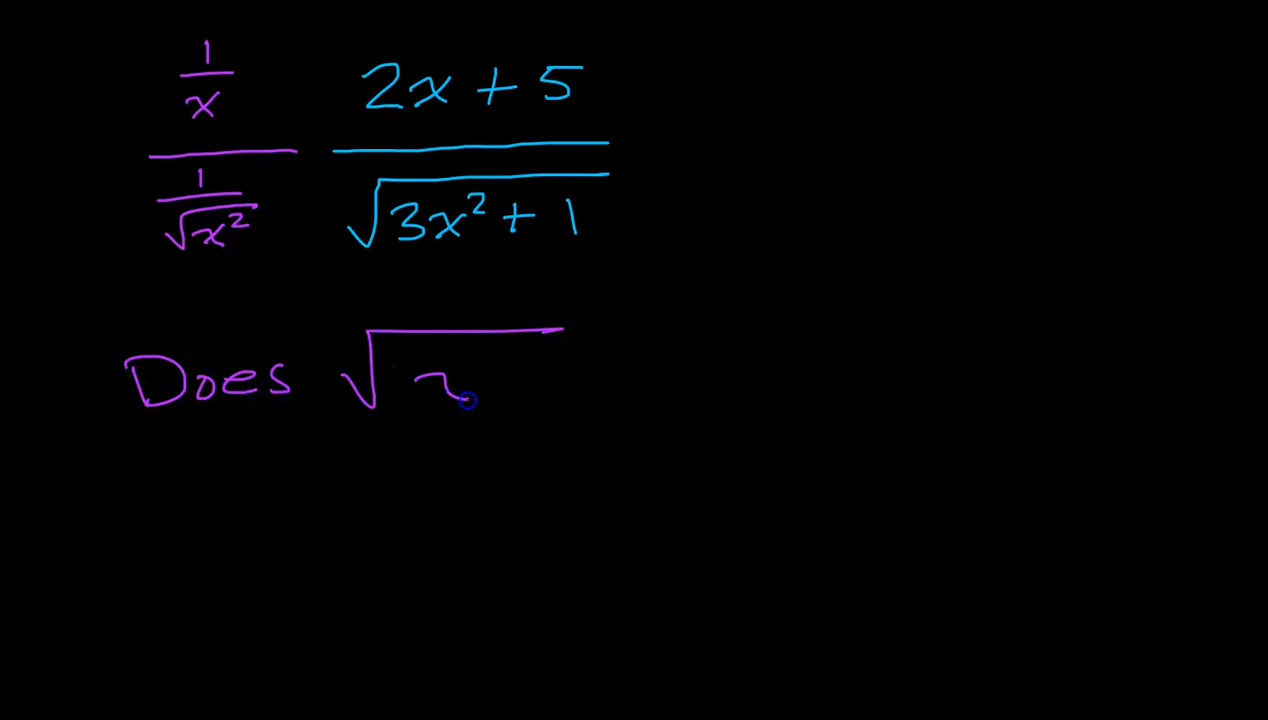 1/x 2x + 5
1/√x² √3x² + 1
Does √